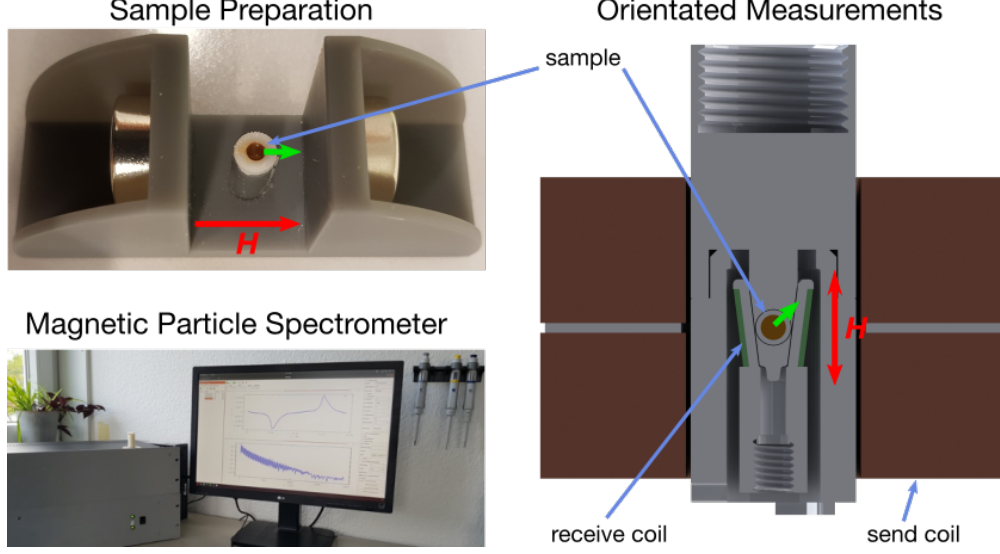 Sample Preparation
Orientated Measurements
sample
H
H
Magnetic Particle Spectrometer
receive coil
send coil